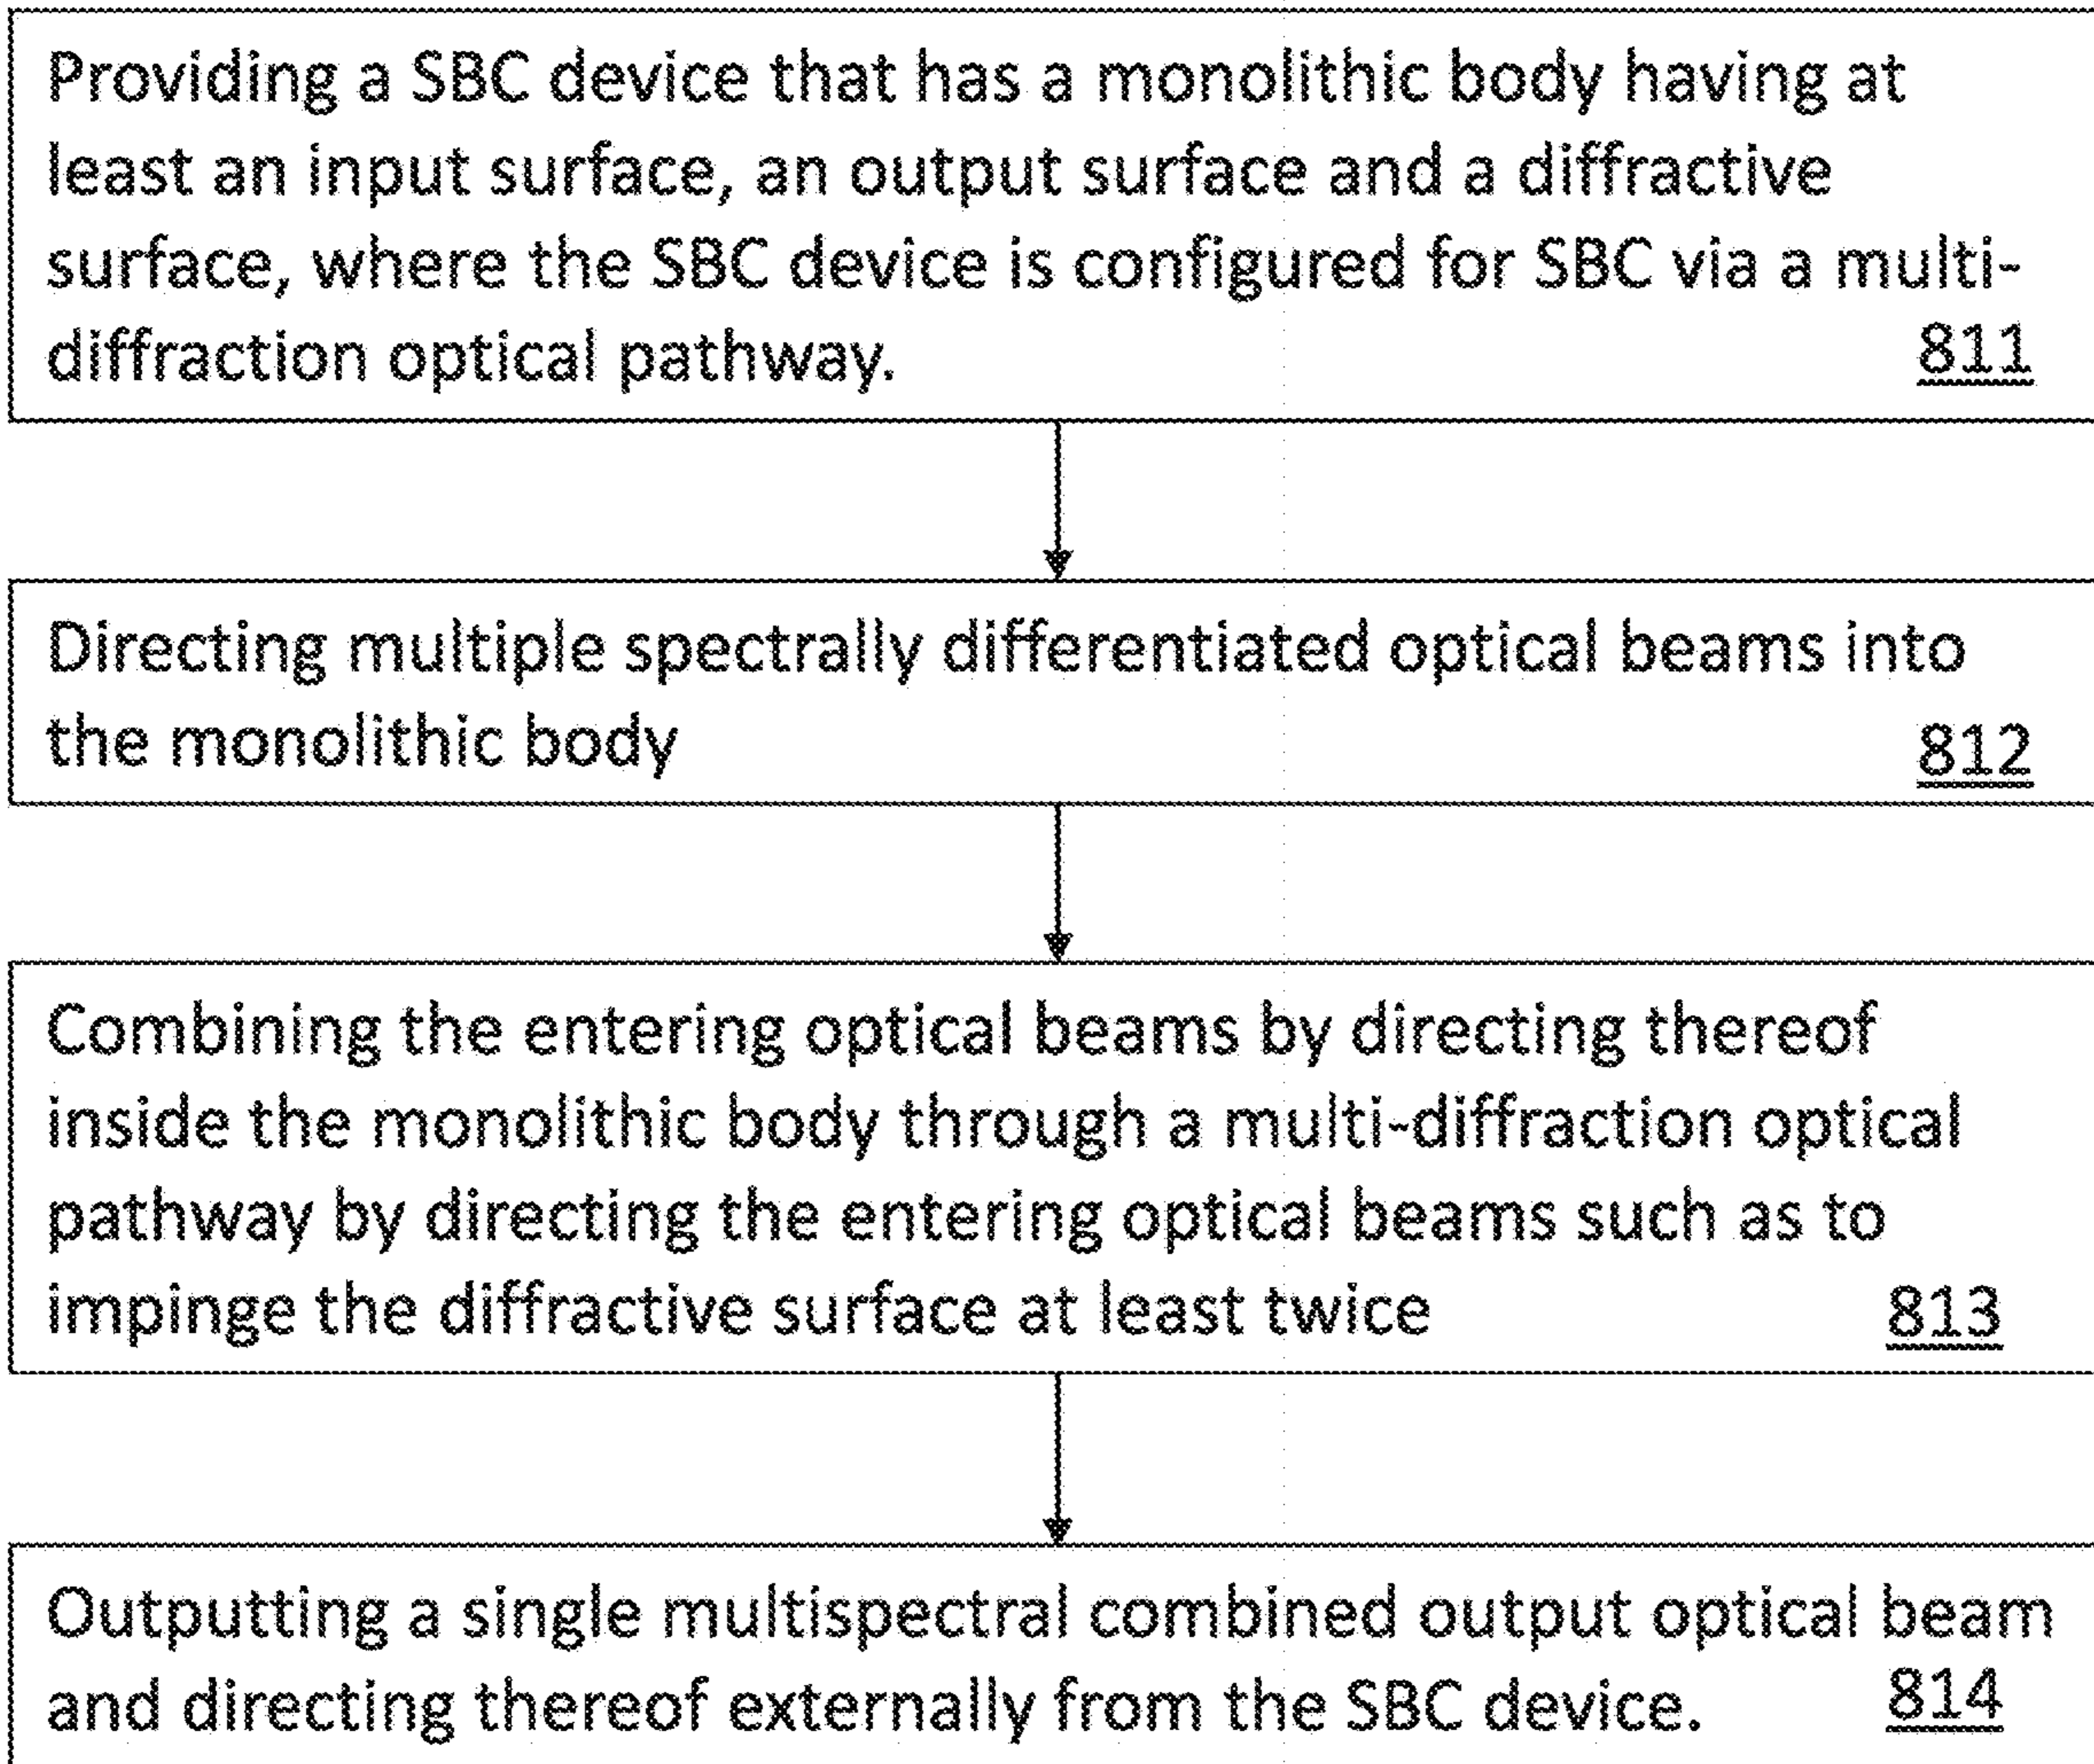 Providing a SBC device that has a monolithic body having at
least an input surface, an output surface and a diffractive
surface, where the SBC device is configured for SBC via a multi-
diffraction optical pathway. 811
Directing multiple spectrally differentiated optical beams into
the monolithic body 812
Combining the entering optical beams by directing thereof
inside the monolithic body through a multi-diffraction optical
pathway by directing the entering optical beams such as to
impinge the diffractive surface at least twice 813
Outputting a single multispectral combined output optical beam
and directing thereof externally from the SBC device. 814